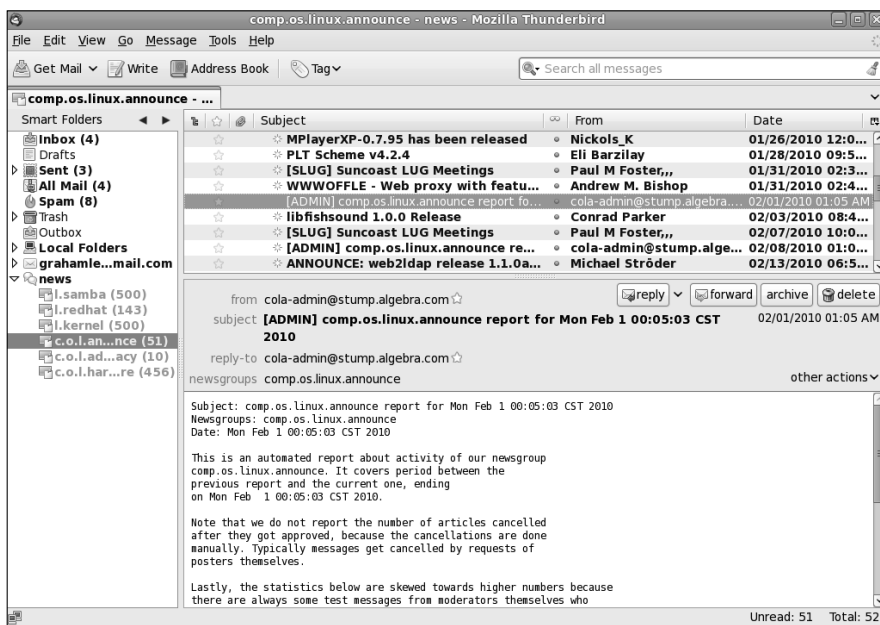 comp.os.linux.announce - news - Mozilla Thunderbird
File Edit View Go Message Tools Help
Get Mail Write Address Book Tag Search all messages
comp.os.linux.announce - ...
Smart Folders
Inbox (4)
Drafts
Sent (3)
All Mail (4)
Spam (8)
Trash
Outbox
Local Folders
grahamle...mail.com
news
l.samba (500)
l.redhat (143)
l.kernel (500)
c.o.l.an...nce (51)
c.o.l.ad...acy (10)
c.o.l.har...re (456)
Subject From Date
MPlayerXP-0.7.95 has been released Nickols_K 01/26/2010 12:0...
PLT Scheme v4.2.4 Eli Barzilay 01/28/2010 09:5...
[SLUG] Suncoast LUG Meetings Paul M Foster,,, 01/31/2010 02:3...
WWWOFFLE - Web proxy with featu... Andrew M. Bishop 01/31/2010 02:4...
[ADMIN] comp.os.linux.announce report fo... cola-admin@stump.algebra.... 02/01/2010 01:05 AM
libfishsound 1.0.0 Release Conrad Parker 02/03/2010 08:4...
[SLUG] Suncoast LUG Meetings Paul M Foster,,, 02/07/2010 10:0...
[ADMIN] comp.os.linux.announce re... cola-admin@stump.alge... 02/08/2010 01:0...
ANNOUNCE: web2ldap release 1.1.0a... Michael Ströder 02/13/2010 06:5...
from cola-admin@stump.algebra.com reply forward archive delete
subject [ADMIN] comp.os.linux.announce report for Mon Feb 1 00:05:03 CST 02/01/2010 01:05 AM
2010
reply-to cola-admin@stump.algebra.com
newsgroups comp.os.linux.announce other actions
Subject: comp.os.linux.announce report for Mon Feb 1 00:05:03 CST 2010
Newsgroups: comp.os.linux.announce
Date: Mon Feb 1 00:05:03 CST 2010
This is an automated report about activity of our newsgroup
comp.os.linux.announce. It covers period between the
previous report and the current one, ending
on Mon Feb  1 00:05:03 CST 2010.
Note that we do not report the number of articles cancelled
after they got approved, because the cancellations are done
manually. Typically messages get cancelled by requests of
posters themselves.
Lastly, the statistics below are skewed towards higher numbers because
there are always some test messages from moderators themselves who
Unread: 51 Total: 52